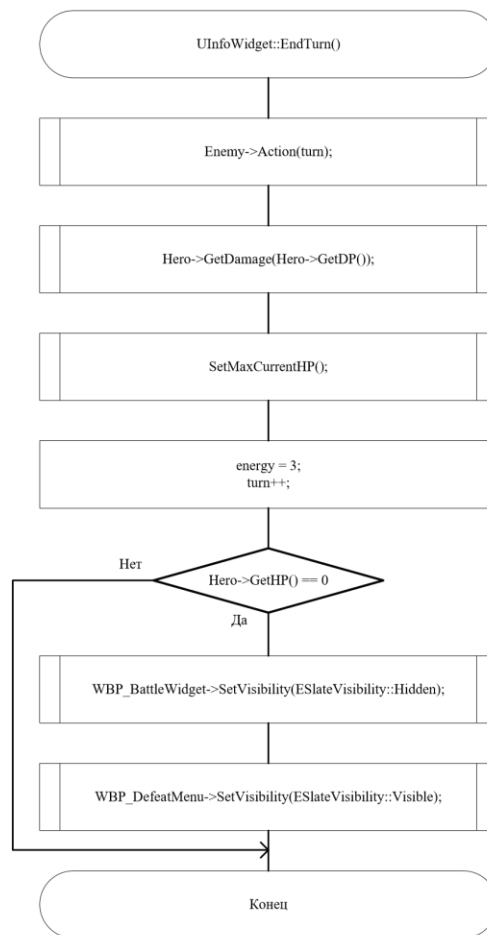 UInfoWidget::EndTurn()
Enemy->Action(turn);
Hero->GetDamage(Hero->GetDP());
SetMaxCurrentHP();
energy = 3;
turn++;
Нет
Hero->GetHP() == 0
Да
WBP_BattleWidget->SetVisibility(ESlateVisibility::Hidden);
WBP_DefeatMenu->SetVisibility(ESlateVisibility::Visible);
Конец